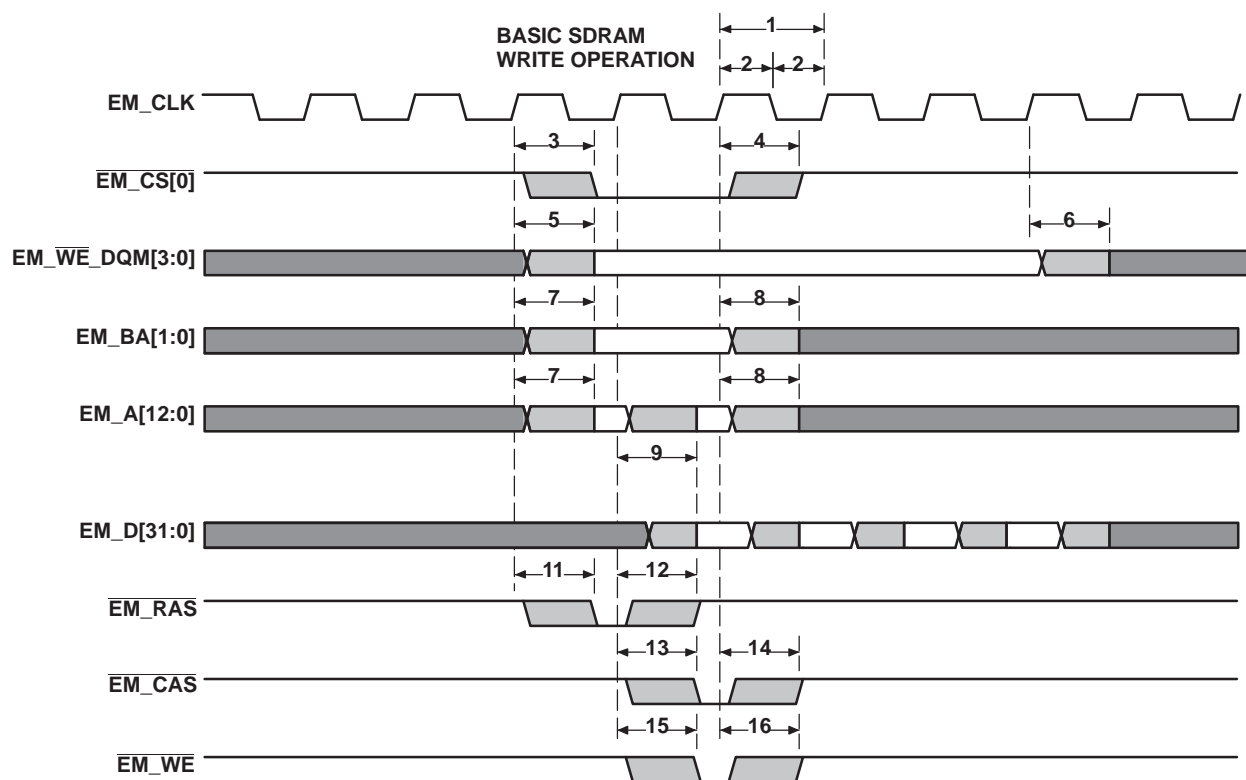 1
BASIC SDRAM
WRITE OPERATION
2 2
EM_CLK
3 4
EM_CS[0]
5 6
EM_WE_DQM[3:0]
7 8
EM_BA[1:0]
7 8
EM_A[12:0]
9
EM_D[31:0]
11 12
EM_RAS
13 14
EM_CAS
15 16
EM_WE